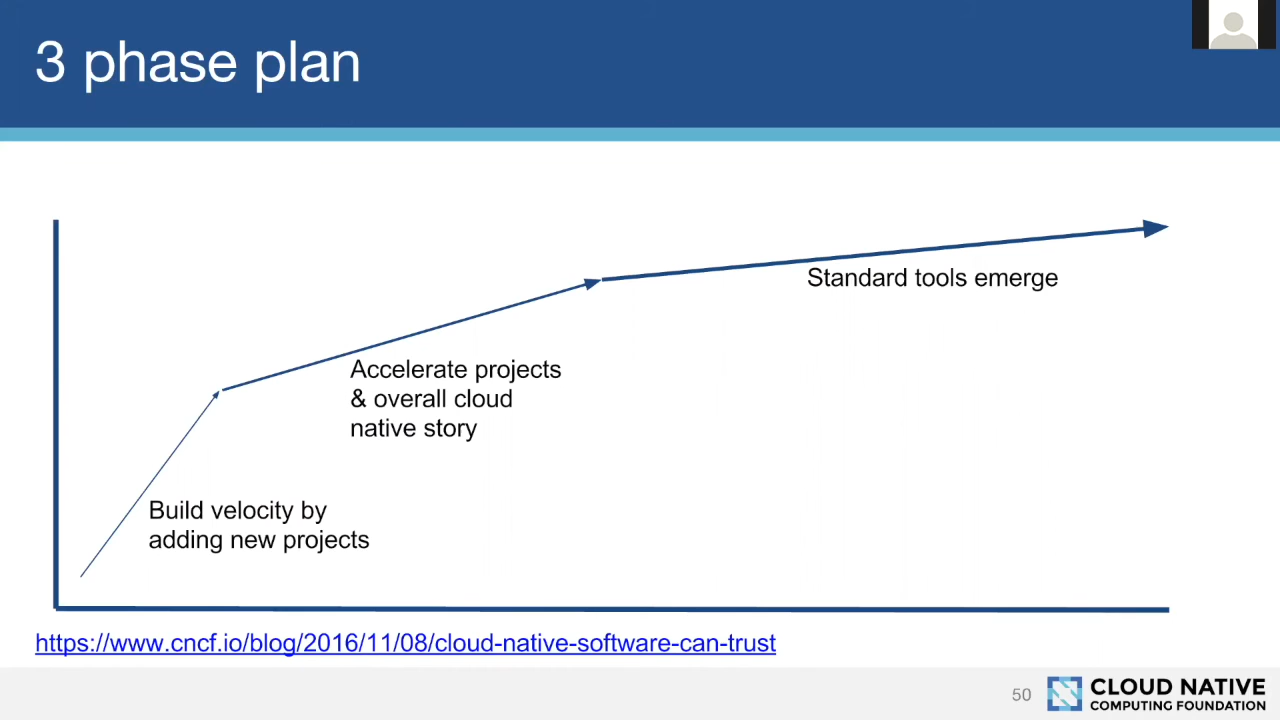 3 phase plan
Standard tools emerge
Accelerate projects
& overall cloud
native story
Build velocity by
adding new projects
https://www.cncf.io/blog/2016/11/08/cloud-native-software-can-trust
50
CLOUD NATIVE
COMPUTING FOUNDATION